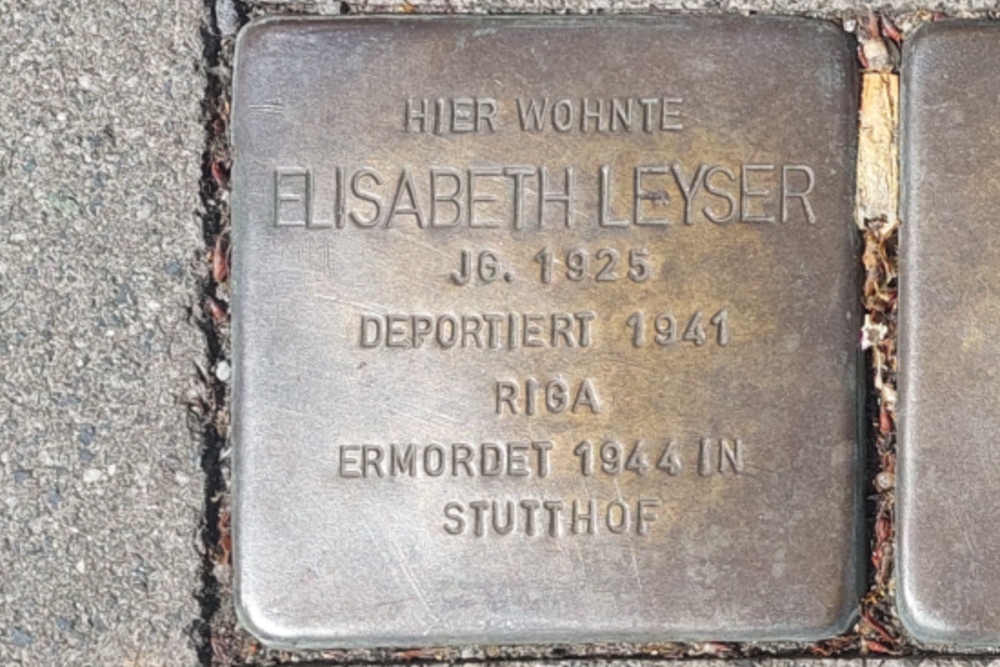 HIER WOHNTE
ELISABETH LEYSER
JG. 1925
DEPORTIERT 1941
RIGA
ERMORDET 1944 IN
STUTTHOF